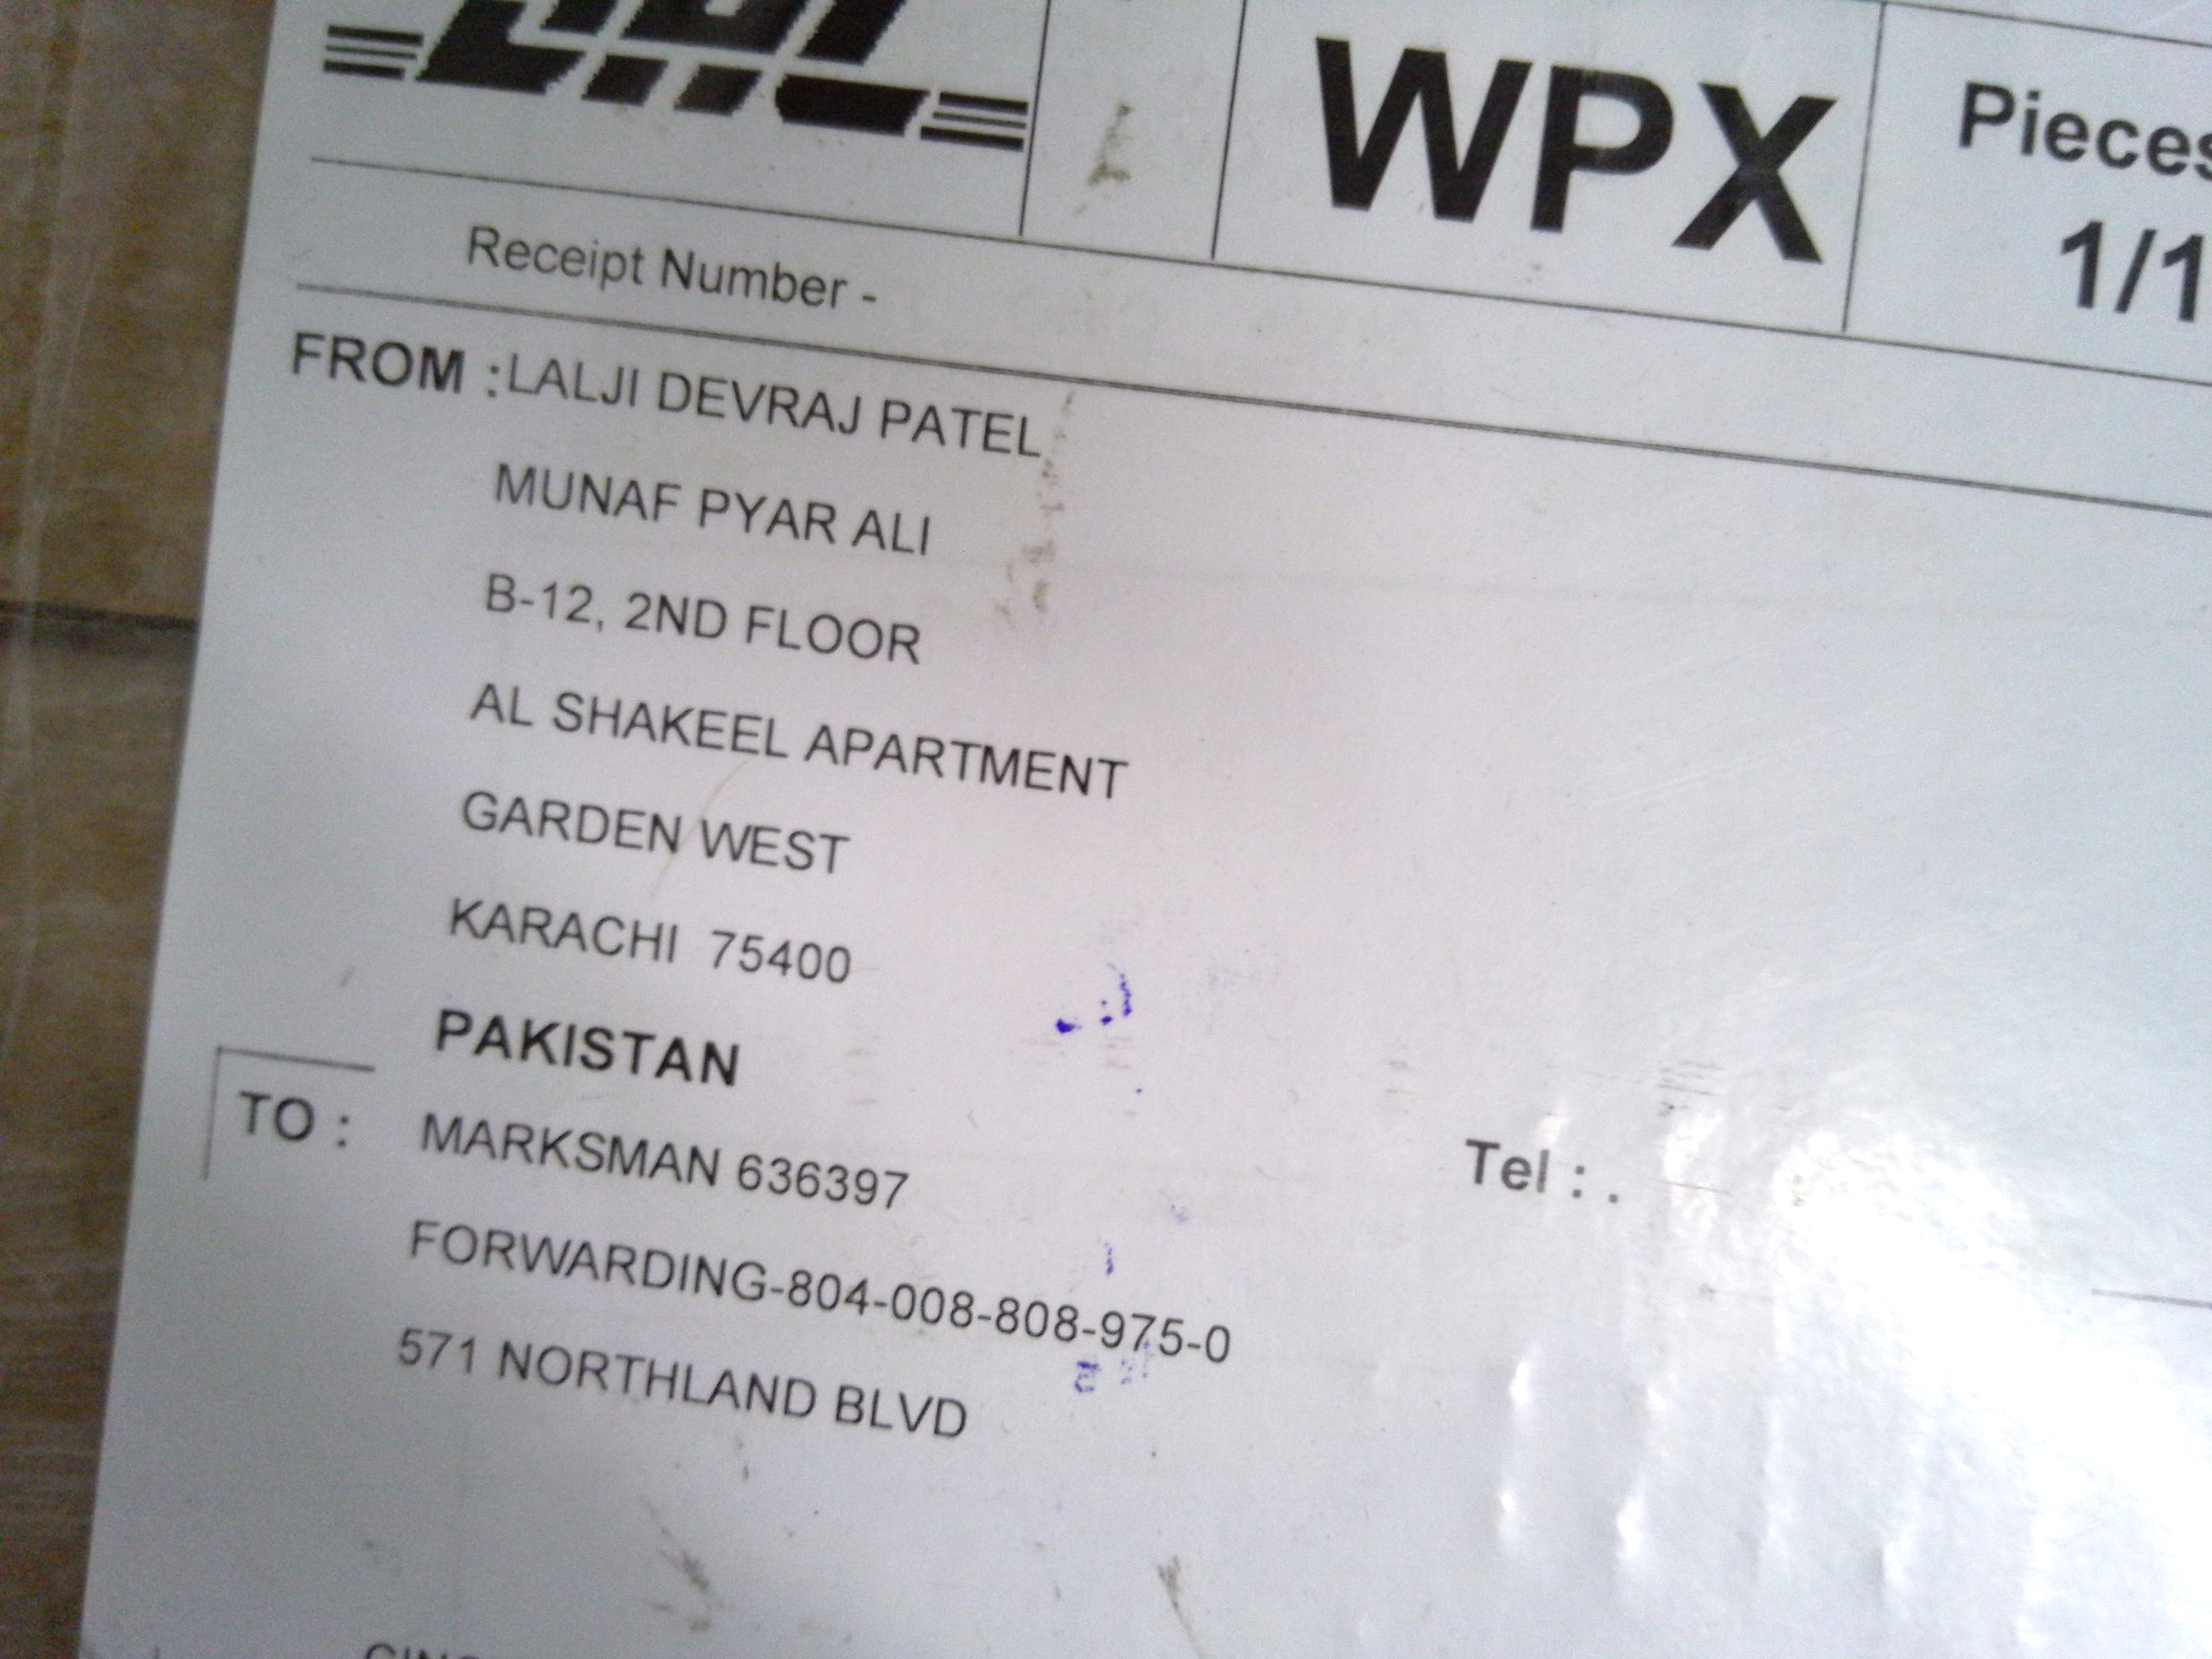 DHL
WPX
Pieces
1/1
Receipt Number -
FROM :LALJI DEVRAJ PATEL
MUNAF PYAR ALI
B-12, 2ND FLOOR
AL SHAKEEL APARTMENT
GARDEN WEST
KARACHI 75400
PAKISTAN
TO : MARKSMAN 636397
Tel : .
FORWARDING-804-008-808-975-0
571 NORTHLAND BLVD